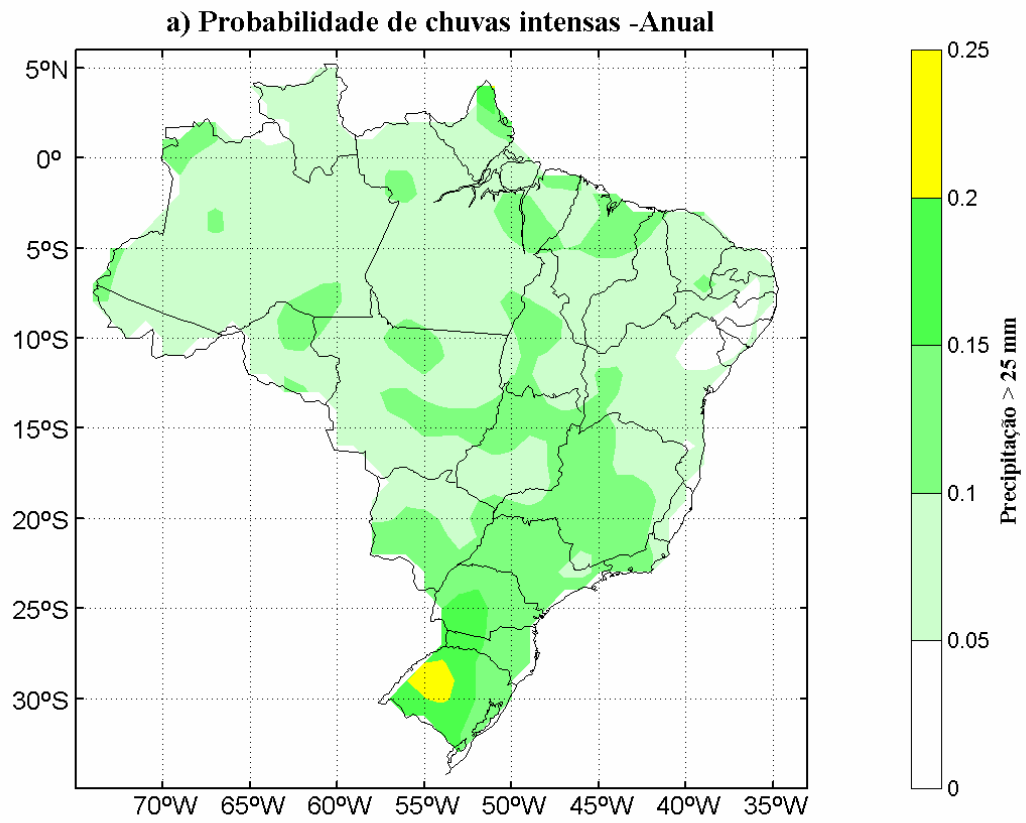 a) Probabilidade de chuvas intensas -Anual
5ºN
0º
5ºS
10ºS
15ºS
20ºS
25ºS
30ºS
70ºW 65ºW 60ºW 55ºW 50ºW 45ºW 40ºW 35ºW
0.25
0.2
0.15
0.1
0.05
0
Precipitação > 25 mm